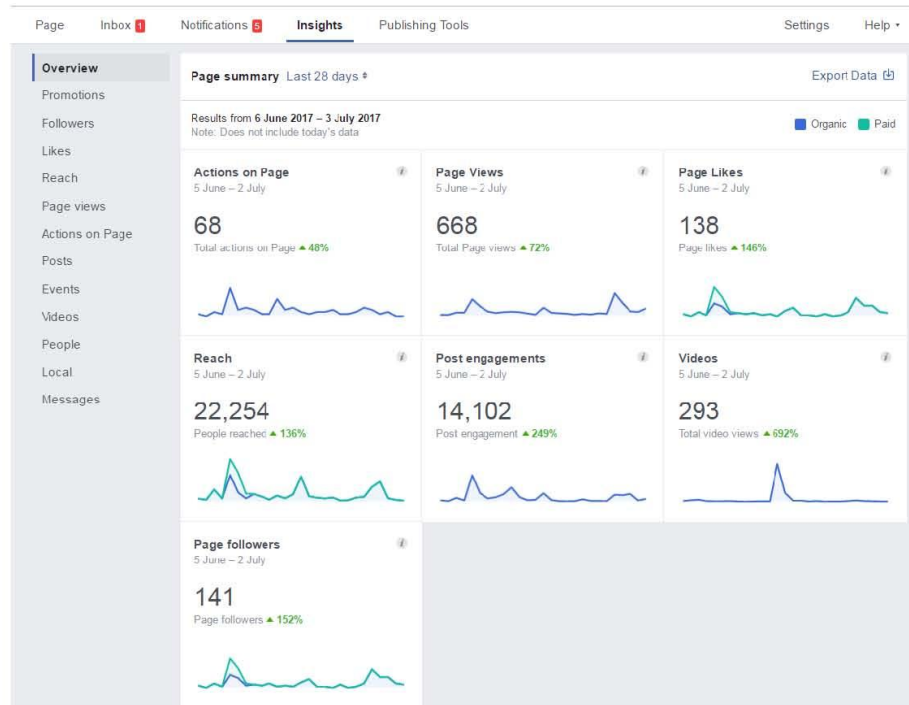 Page Inbox 1 Notifications 5 Insights Publishing Tools Settings Help
Overview
Promotions
Followers
Likes
Reach
Page views
Actions on Page
Posts
Events
Videos
People
Local
Messages
Page summary Last 28 days
Export Data
Results from 6 June 2017 – 3 July 2017
Note: Does not include today's data
Organic Paid
Actions on Page
5 June – 2 July
68
Total actions on Page 48%
Page Views
5 June – 2 July
668
Total Page views 72%
Page Likes
5 June – 2 July
138
Page likes 146%
Reach
5 June – 2 July
22,254
People reached 136%
Post engagements
5 June – 2 July
14,102
Post engagement 249%
Videos
5 June – 2 July
293
Total video views 692%
Page followers
5 June – 2 July
141
Page followers 152%